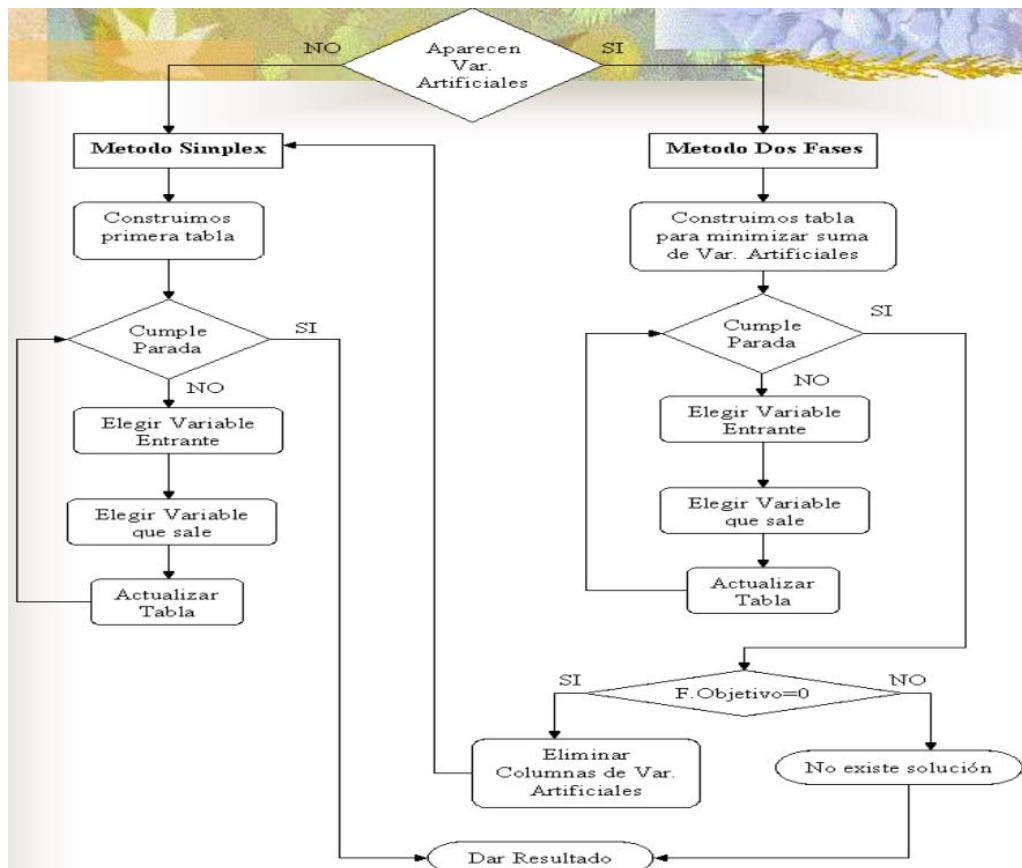 NO
Aparecen
Var.
Artificiales
SI
Metodo Simplex
Metodo Dos Fases
Construimos
primera tabla
Construimos tabla
para minimizar suma
de Var. Artificiales
Cumple
Parada
SI
NO
Elegir Variable
Entrante
Elegir Variable
que sale
Actualizar
Tabla
Cumple
Parada
SI
NO
Elegir Variable
Entrante
Elegir Variable
que sale
Actualizar
Tabla
SI
F.Objetivo=0
NO
Eliminar
Columnas de Var.
Artificiales
No existe solución
Dar Resultado